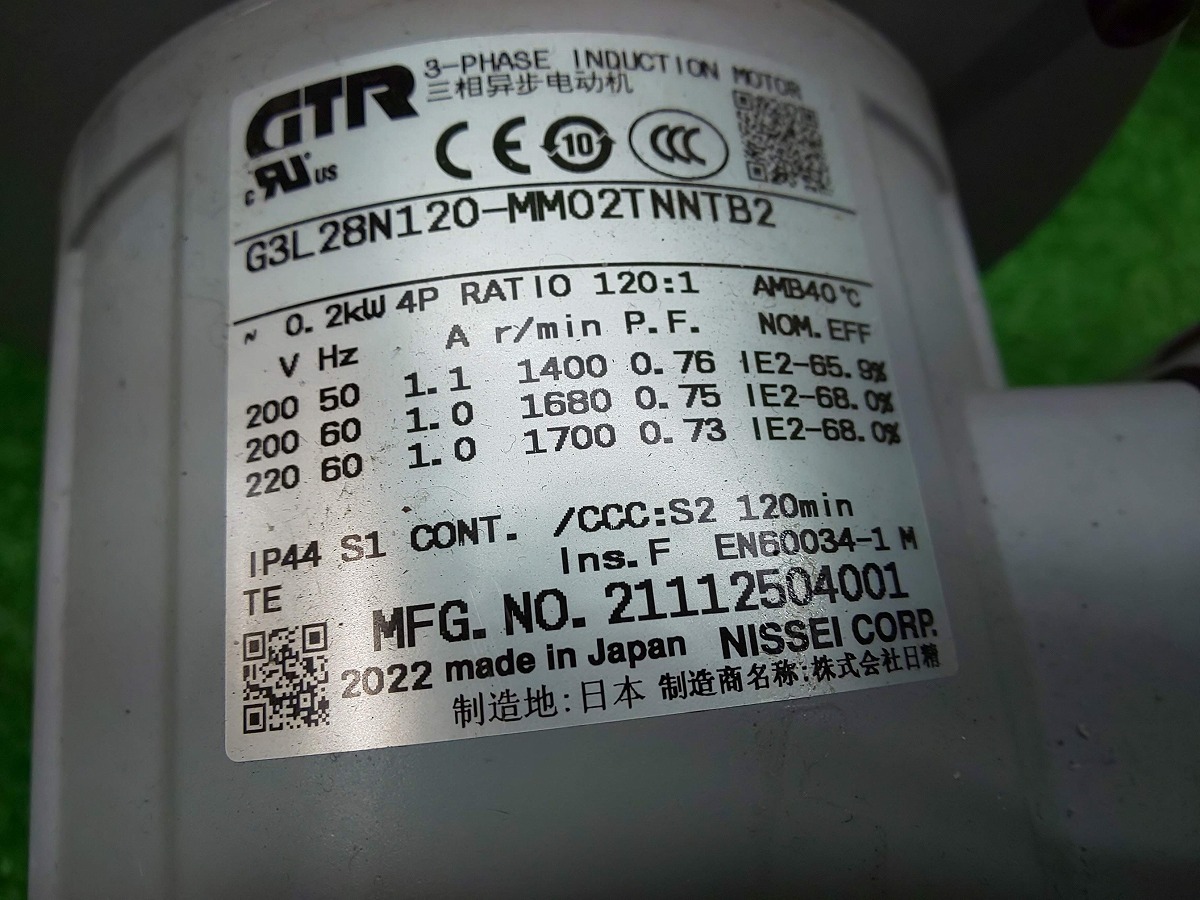 GTR 3-PHASE INDUCTION MOTOR
三相异步电动机
c RU US CE 10 CCC
G3L28N120-MM02TNNTB2
~ 0.2kW 4P RATIO 120:1 AMB40℃
V Hz A r/min P.F. NOM.EFF
200 50 1.1 1400 0.76 IE2-65.9%
200 60 1.0 1680 0.75 IE2-68.0%
220 60 1.0 1700 0.73 IE2-68.0%
IP44 S1 CONT. /CCC:S2 120min
TE Ins.F EN60034-1 M
MFG.NO. 21112504001
2022 made in Japan NISSEI CORP.
制造地:日本 制造商名称:株式会社日精